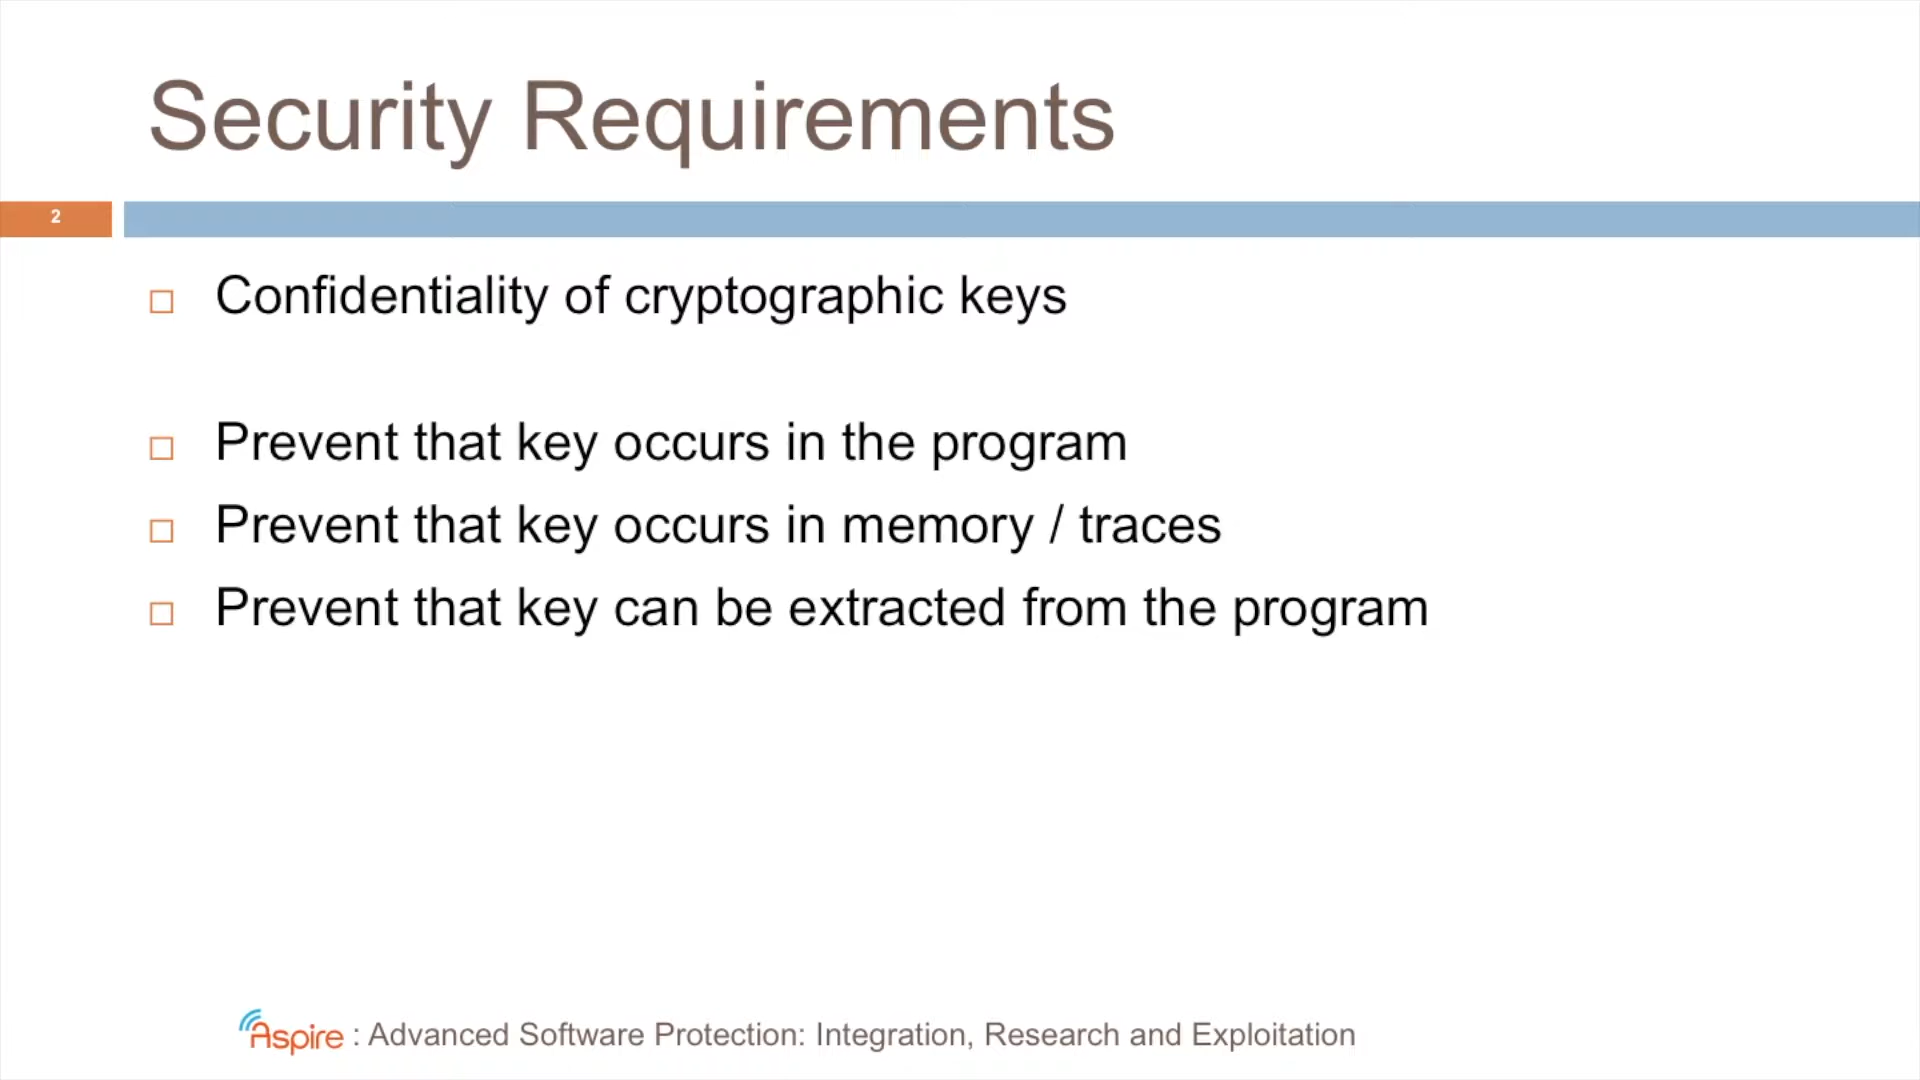 Security Requirements
2
Confidentiality of cryptographic keys
Prevent that key occurs in the program
Prevent that key occurs in memory / traces
Prevent that key can be extracted from the program
Aspire : Advanced Software Protection: Integration, Research and Exploitation